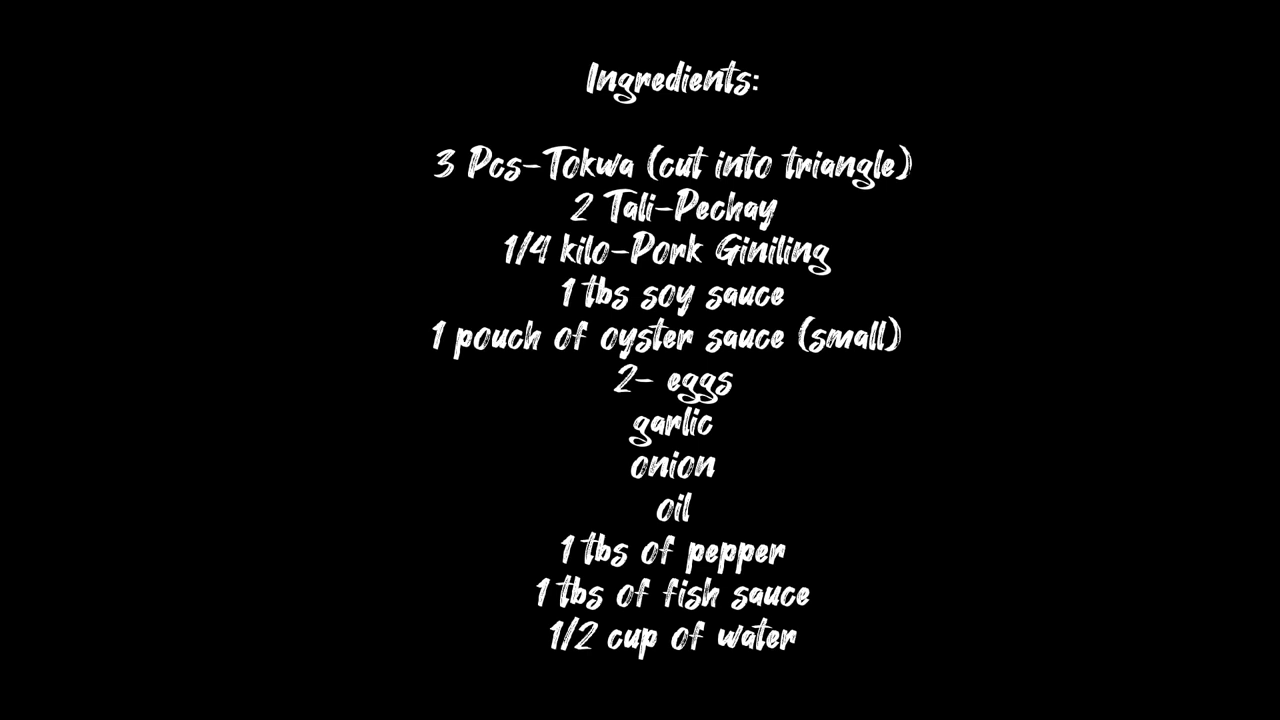 Ingredients:
3 Pcs-Tokwa (cut into triangle)
2 Tali-Pechay
1/4 kilo-Pork Giniling
1 tbs soy sauce
1 pouch of oyster sauce (small)
2- eggs
garlic
onion
oil
1 tbs of pepper
1 tbs of fish sauce
1/2 cup of water